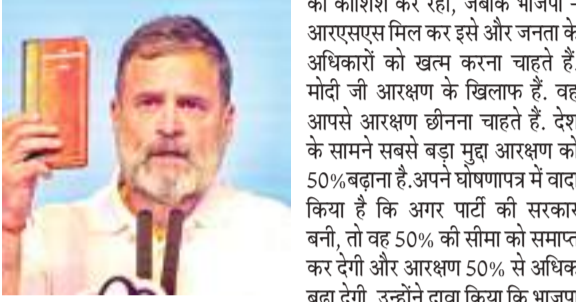 की कोशिश कर रही, जबकि भाजपा -
आरएसएस मिल कर इसे और जनता के
अधिकारों को खत्म करना चाहते हैं.
मोदी जी आरक्षण के खिलाफ हैं. वह
आपसे आरक्षण छीनना चाहते हैं. देश
के सामने सबसे बड़ा मुद्दा आरक्षण को
50%बढ़ाना है.अपने घोषणापत्र में वादा
किया है कि अगर पार्टी की सरकार
बनी, तो वह 50% की सीमा को समाप्त
कर देगी और आरक्षण 50% से अधिक
बढ़ा देगी. उन्होंने दावा किया कि भाजपा